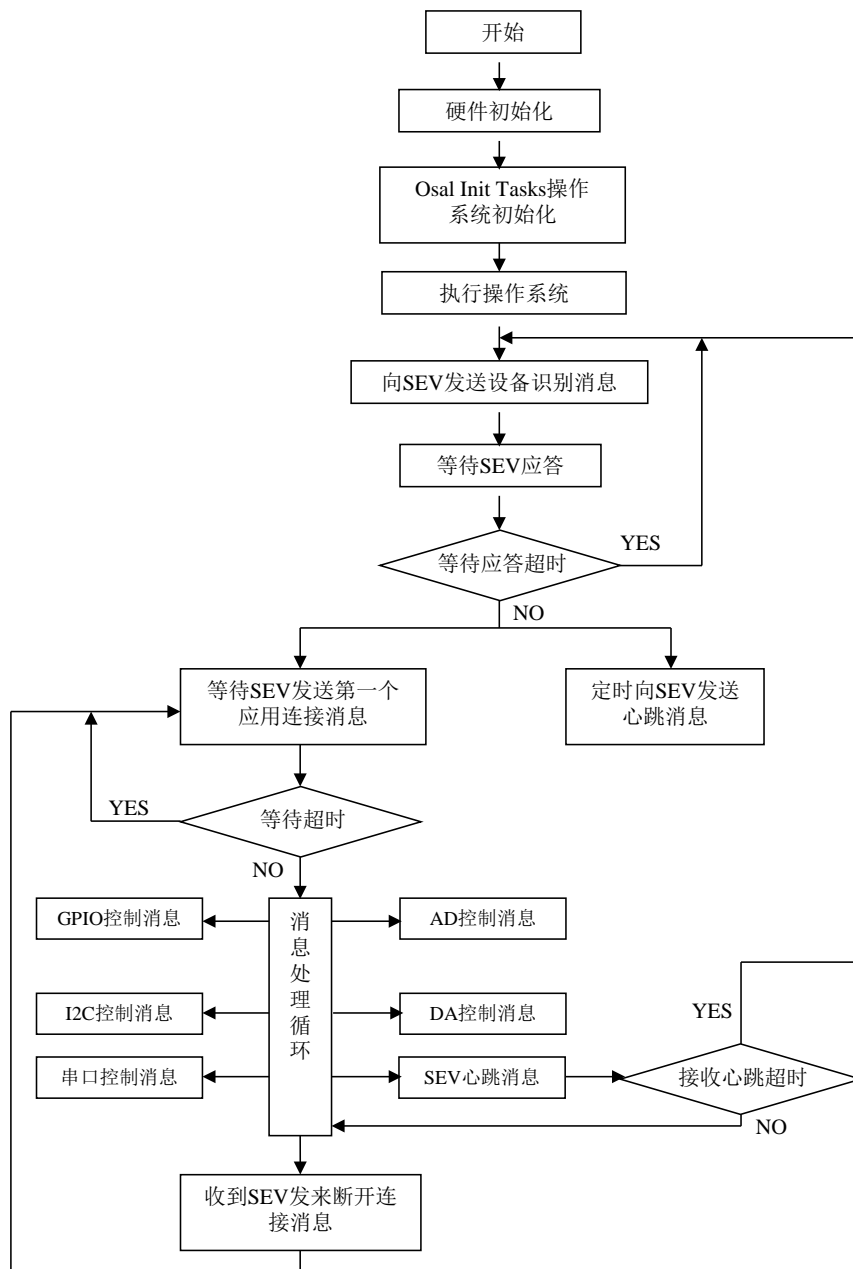 开始
硬件初始化
Osal Init Tasks操作
系统初始化
执行操作系统
向SEV发送设备识别消息
等待SEV应答
等待应答超时
YES
NO
等待SEV发送第一个
应用连接消息
定时向SEV发送
心跳消息
YES
等待超时
NO
GPIO控制消息
消息处理循环
AD控制消息
I2C控制消息
DA控制消息
YES
串口控制消息
SEV心跳消息
接收心跳超时
NO
收到SEV发来断开连
接消息